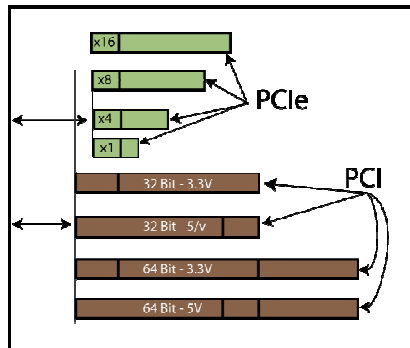 x16
x8
PCIe
x4
x1
32 Bit - 3.3V
PCI
32 Bit - 5/v
64 Bit - 3.3V
64 Bit - 5V